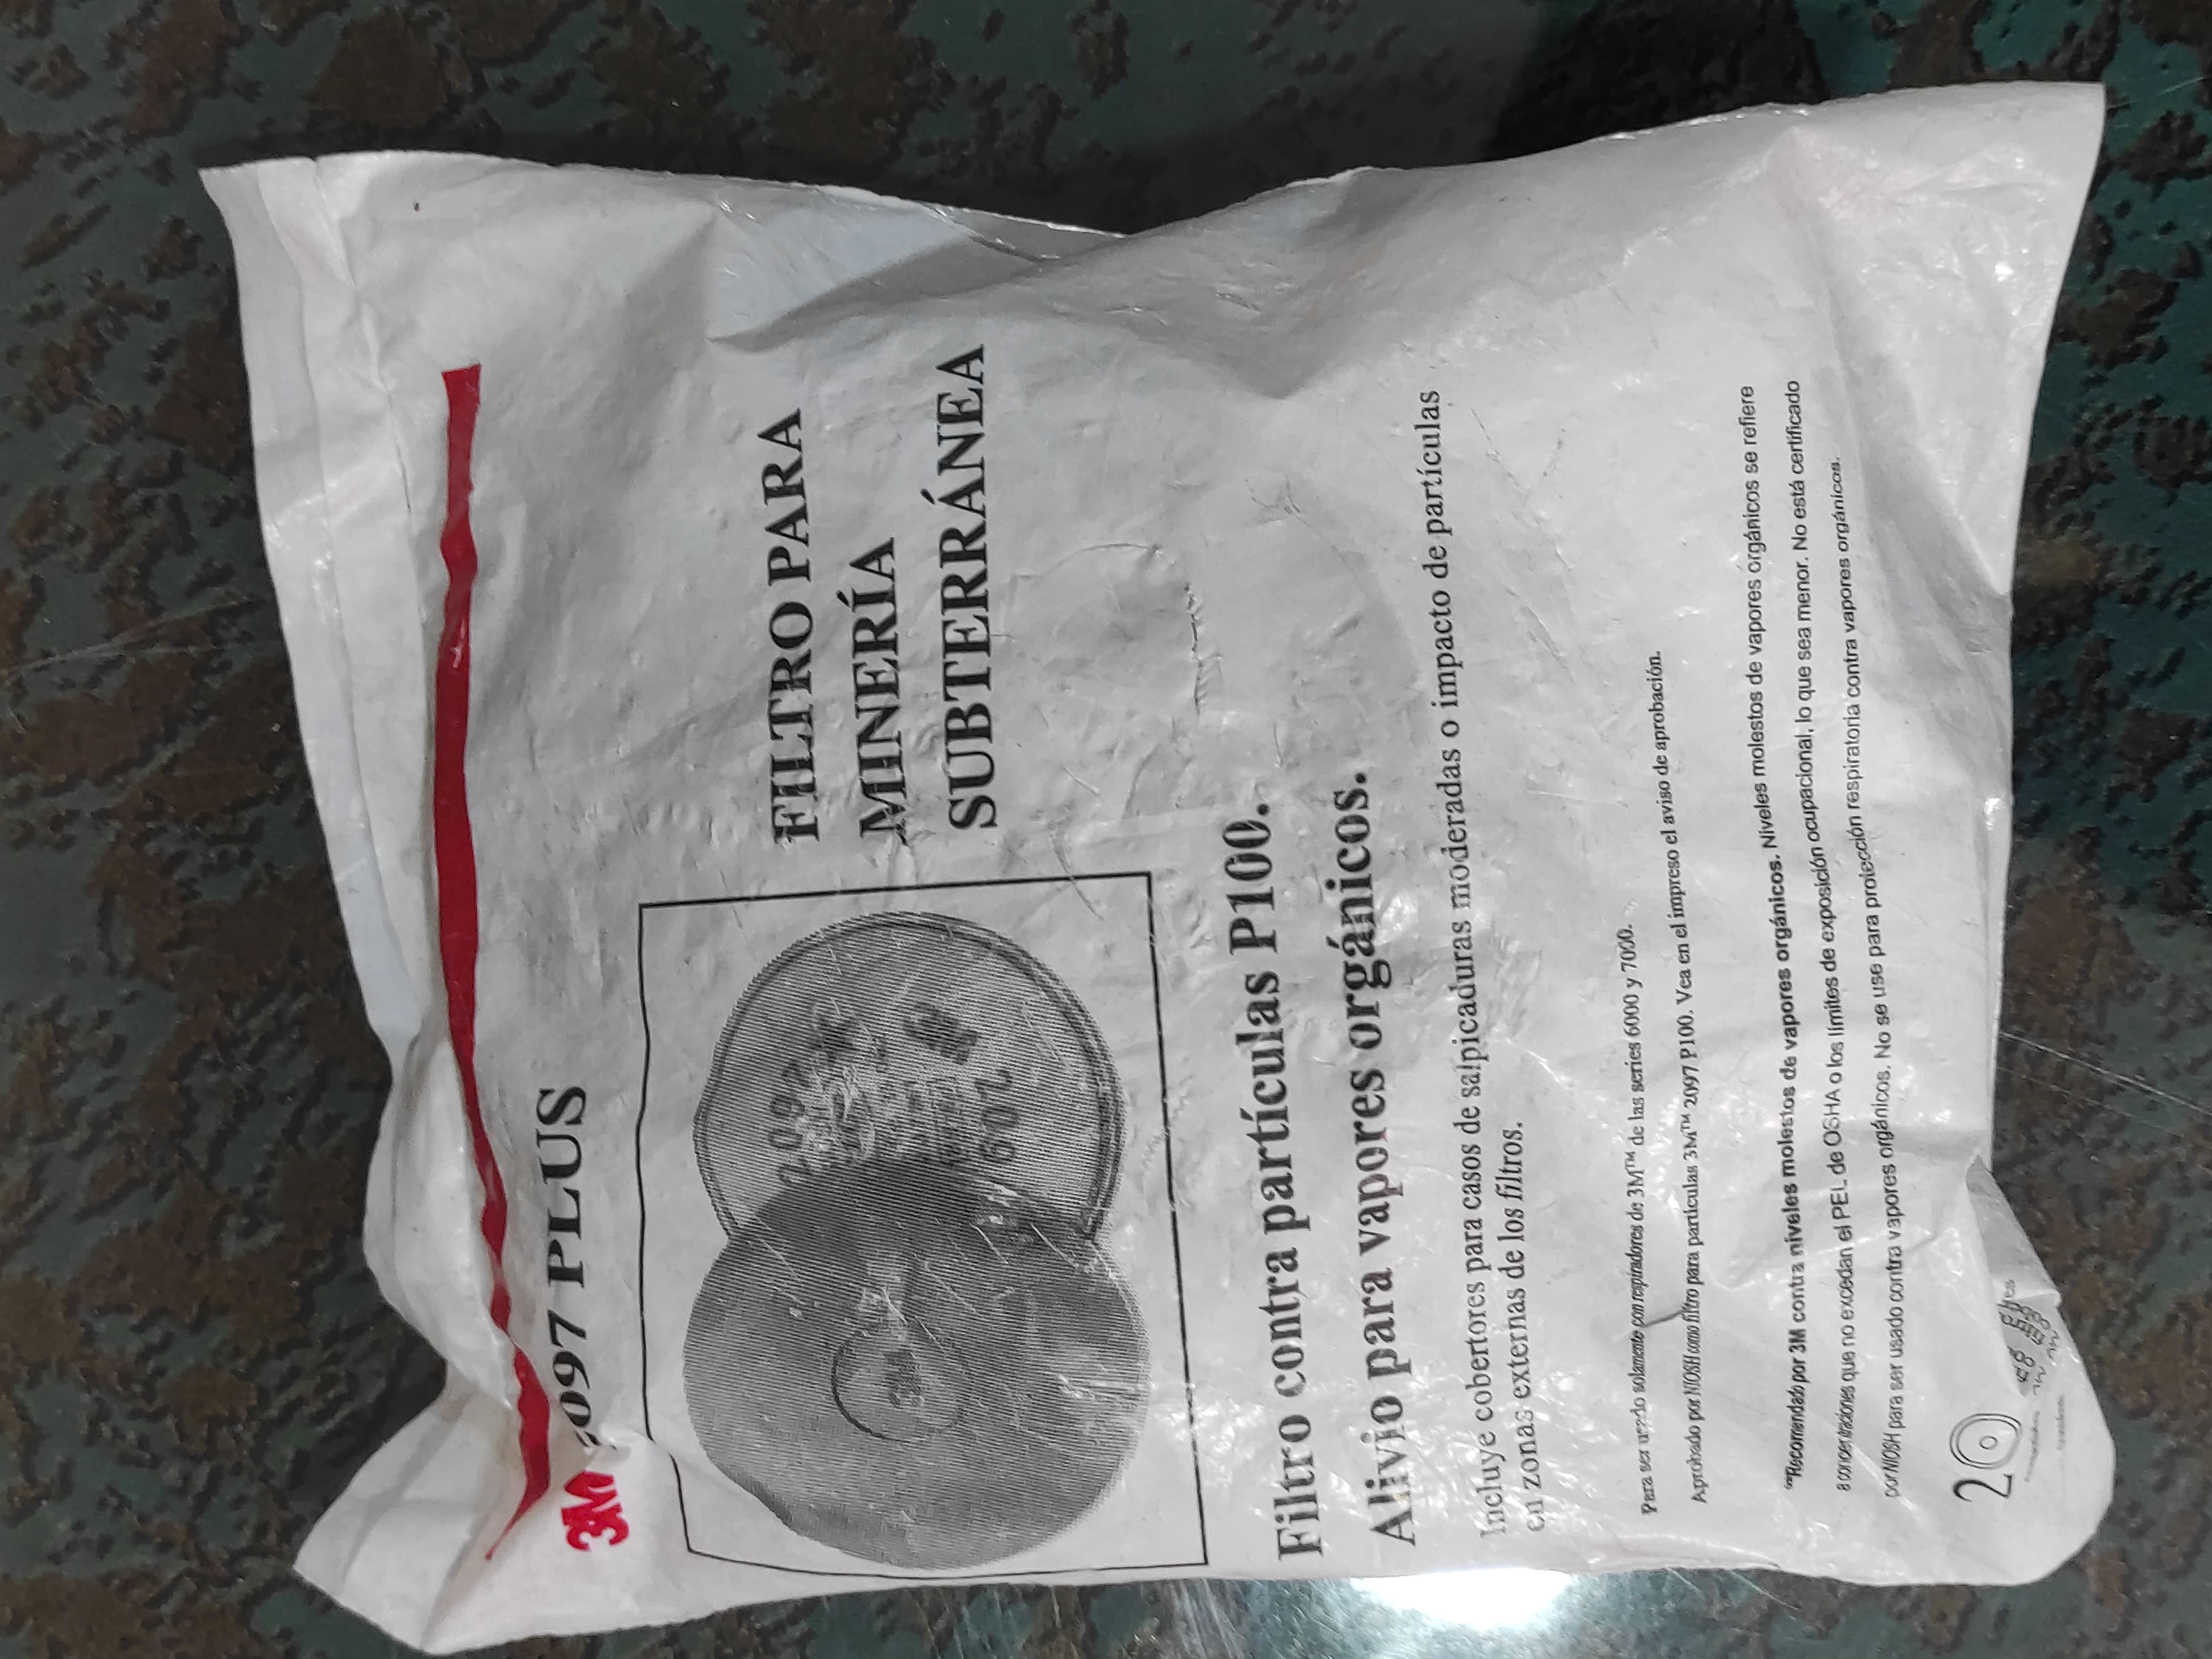 3M 6097 PLUS
FILTRO PARA
MINERÍA
SUBTERRÁNEA
2097
3M
Filtro contra partículas P100.
Alivio para vapores orgánicos.
Incluye cobertores para casos de salpicaduras moderadas o impacto de partículas
en zonas externas de los filtros.
Para ser usado solamente con respiradores de 3M™ de las series 6000 y 7000.
Aprobado por NIOSH como filtro para partículas 3M™ 2097 P100. Vea en el impreso el aviso de aprobación.
**Recomendado por 3M contra niveles molestos de vapores orgánicos. Niveles molestos de vapores orgánicos se refiere
a concentraciones que no excedan el PEL de OSHA o los límites de exposición ocupacional, lo que sea menor. No está certificado
por NIOSH para ser usado contra vapores orgánicos. No se use para protección respiratoria contra vapores orgánicos.